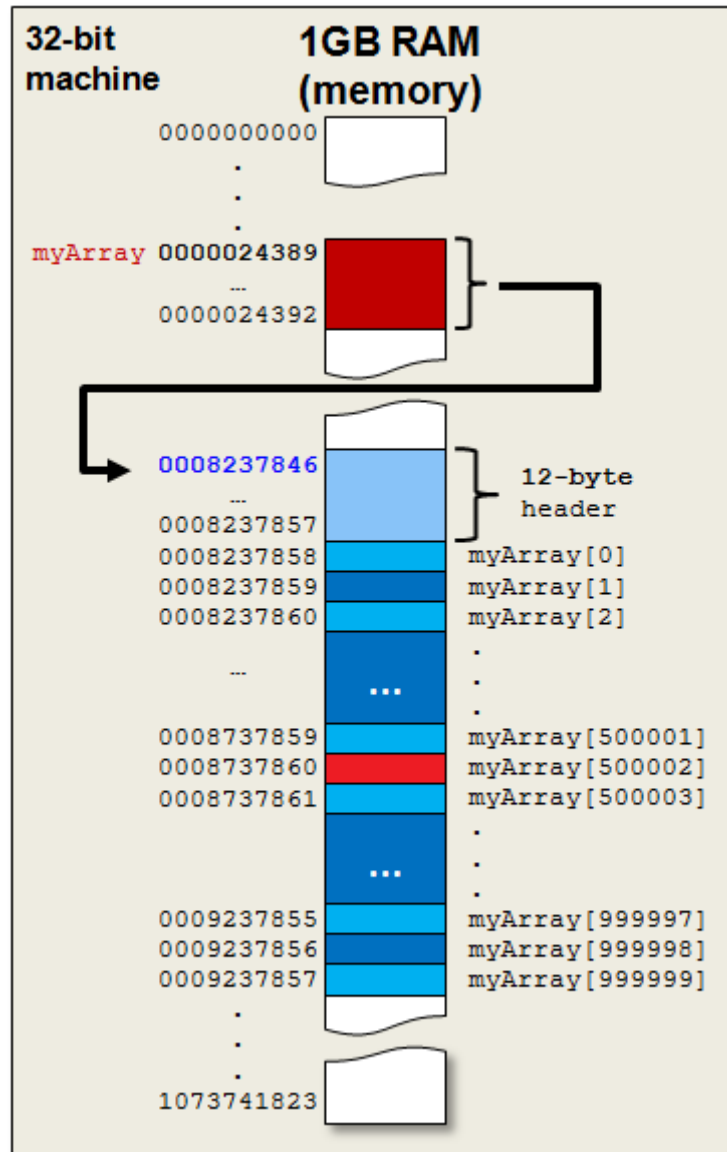 32-bit
machine
1GB RAM
(memory)
0000000000
.
.
.
myArray 0000024389
…
0000024392
0008237846
…
0008237857
12-byte
header
0008237858 myArray[0]
0008237859 myArray[1]
0008237860 myArray[2]
.
… ... .
.
0008737859 myArray[500001]
0008737860 myArray[500002]
0008737861 myArray[500003]
.
... .
.
0009237855 myArray[999997]
0009237856 myArray[999998]
0009237857 myArray[999999]
.
.
.
1073741823